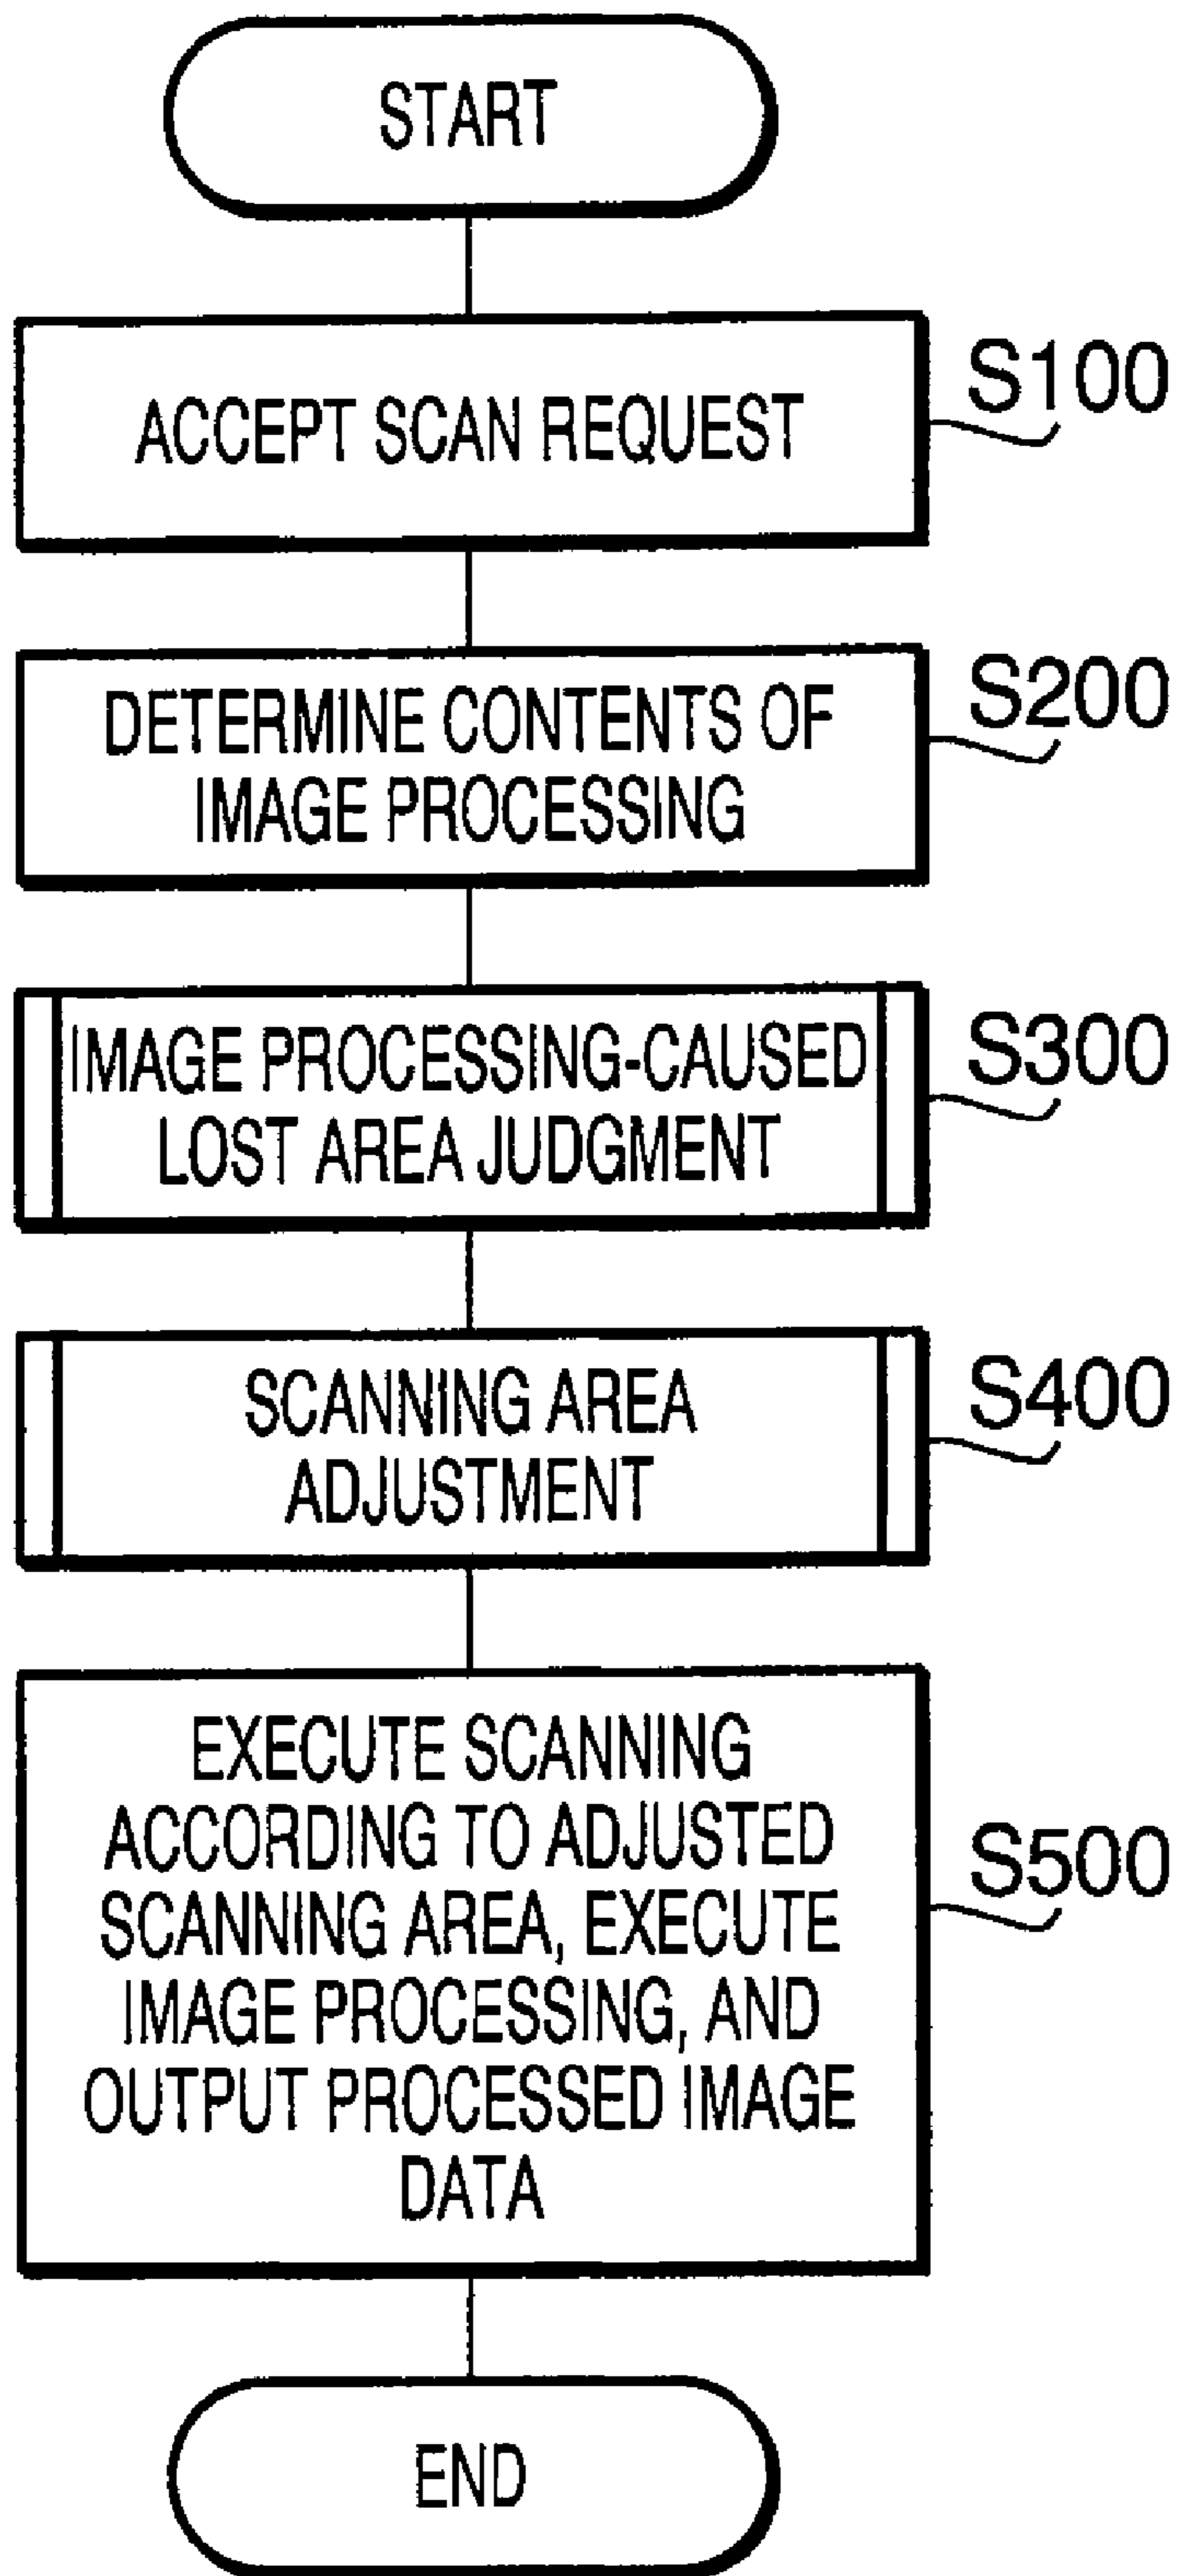 START
ACCEPT SCAN REQUEST
S100
DETERMINE CONTENTS OF
IMAGE PROCESSING
S200
IMAGE PROCESSING-CAUSED
LOST AREA JUDGMENT
S300
SCANNING AREA
ADJUSTMENT
S400
EXECUTE SCANNING
ACCORDING TO ADJUSTED
SCANNING AREA, EXECUTE
IMAGE PROCESSING, AND
OUTPUT PROCESSED IMAGE
DATA
S500
END